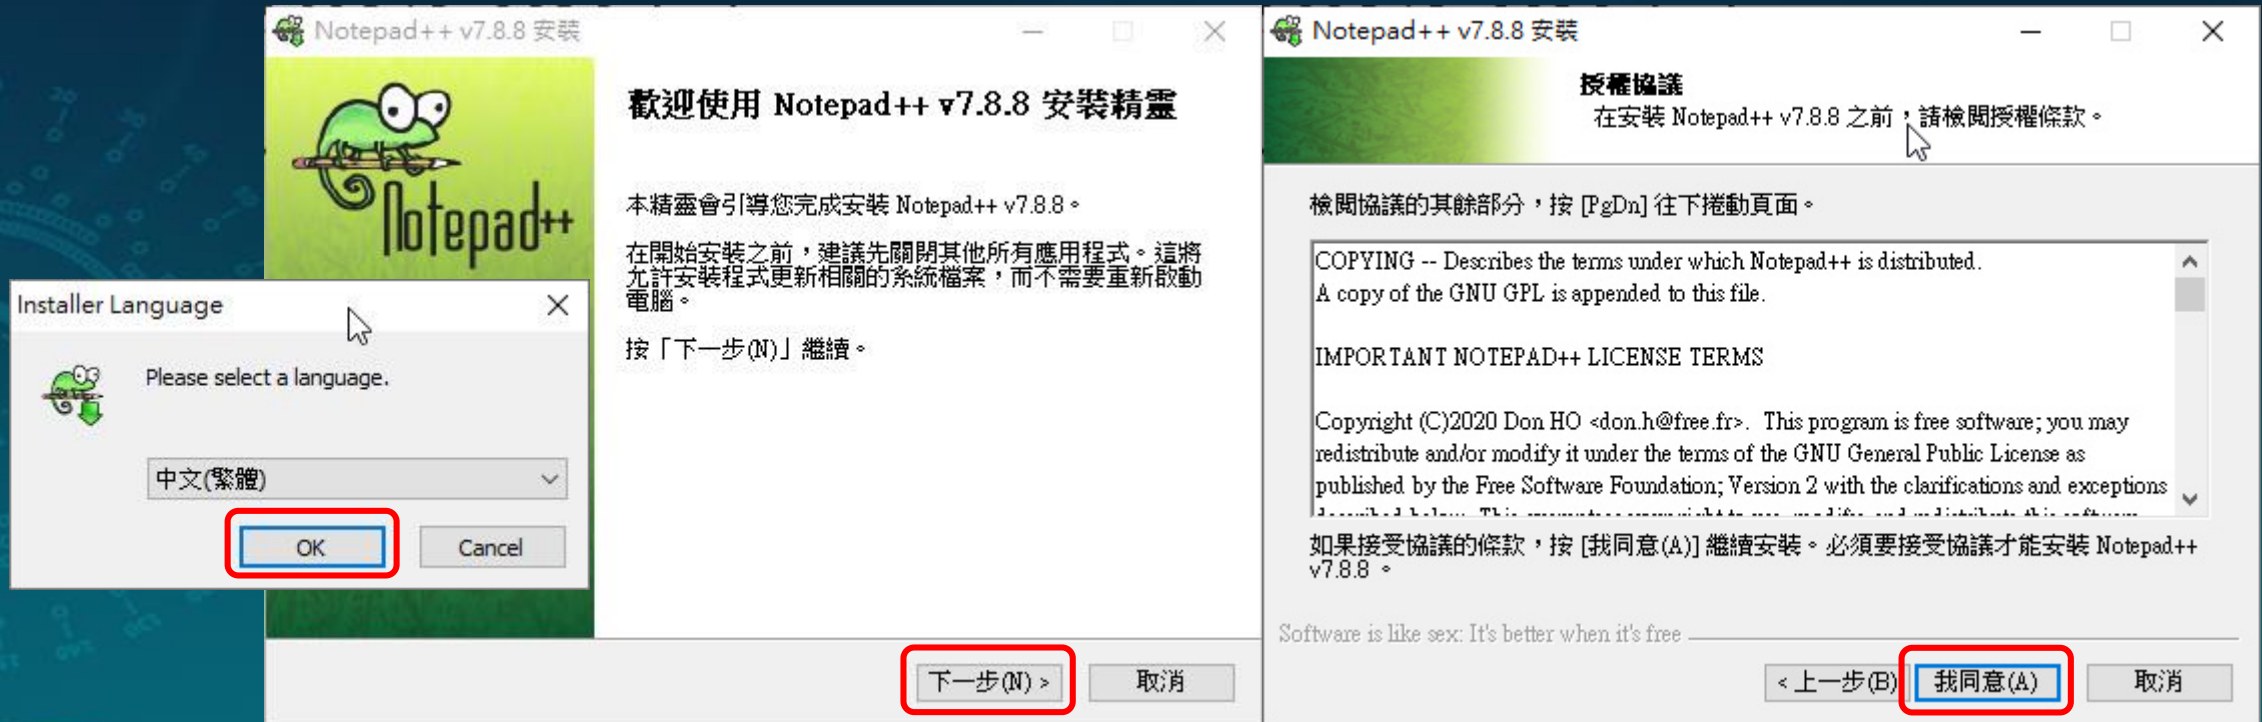 Installer Language
Please select a language.
中文(繁體)
OK
Cancel
Notepad++ v7.8.8 安裝
Notepad++
歡迎使用 Notepad++ v7.8.8 安裝精靈
本精靈會引導您完成安裝 Notepad++ v7.8.8。
在開始安裝之前，建議先關閉其他所有應用程式。這將
允許安裝程式更新相關的系統檔案，而不需要重新啟動
電腦。
按「下一步(N)」繼續。
下一步(N) >
取消
Notepad++ v7.8.8 安裝
授權協議
在安裝 Notepad++ v7.8.8 之前，請檢閱授權條款。
檢閱協議的其餘部分，按 [PgDn] 往下捲動頁面。
COPYING -- Describes the terms under which Notepad++ is distributed.
A copy of the GNU GPL is appended to this file.
IMPORTANT NOTEPAD++ LICENSE TERMS
Copyright (C)2020 Don HO <don.h@free.fr>.  This program is free software; you may
redistribute and/or modify it under the terms of the GNU General Public License as
published by the Free Software Foundation; Version 2 with the clarifications and exceptions
如果接受協議的條款，按 [我同意(A)] 繼續安裝。必須要接受協議才能安裝 Notepad++
v7.8.8 。
Software is like sex: It's better when it's free
< 上一步(B)
我同意(A)
取消